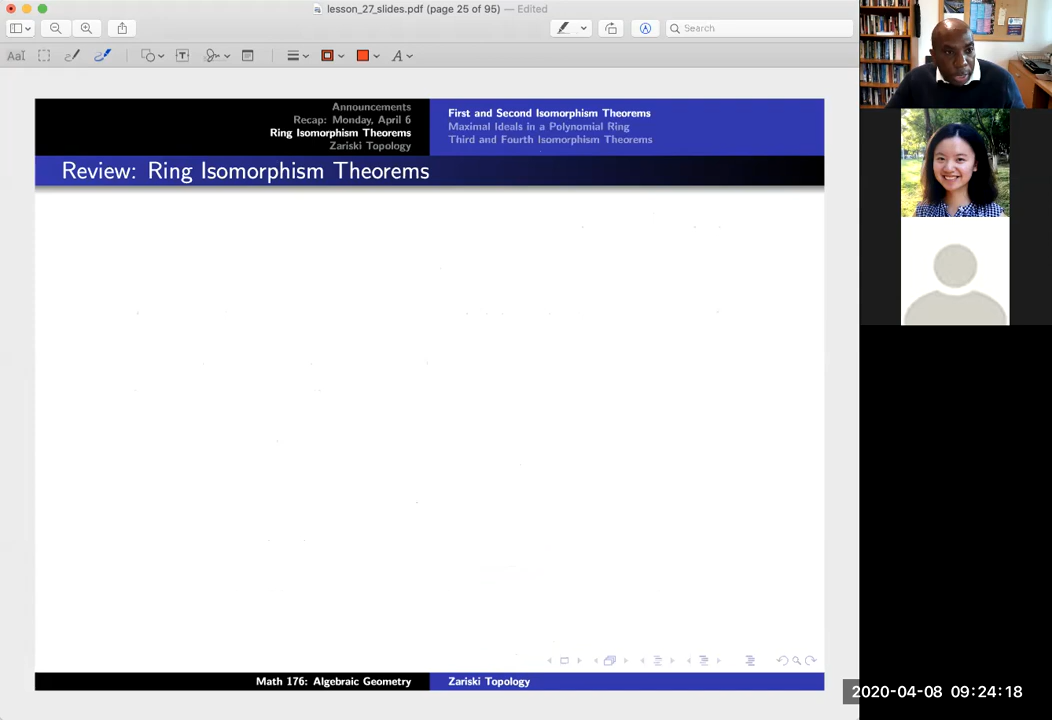 lesson_27_slides.pdf (page 25 of 95) — Edited
Search
AaI
T
A
Announcements
Recap: Monday, April 6
Ring Isomorphism Theorems
Zariski Topology
First and Second Isomorphism Theorems
Maximal Ideals in a Polynomial Ring
Third and Fourth Isomorphism Theorems
Review: Ring Isomorphism Theorems
Math 176: Algebraic Geometry
Zariski Topology
2020-04-08 09:24:18